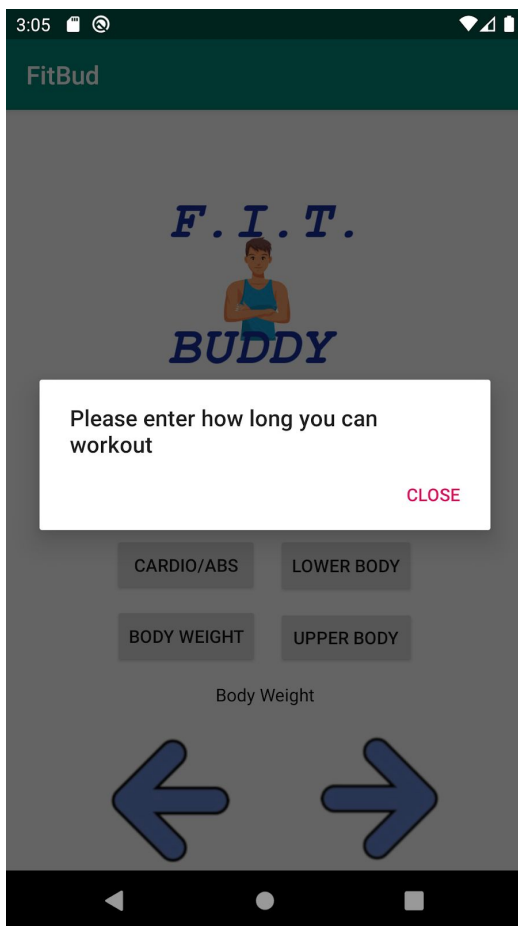 3:05
FitBud
F.I.T.
BUDDY
Please enter how long you can
workout
CLOSE
CARDIO/ABS LOWER BODY
BODY WEIGHT UPPER BODY
Body Weight